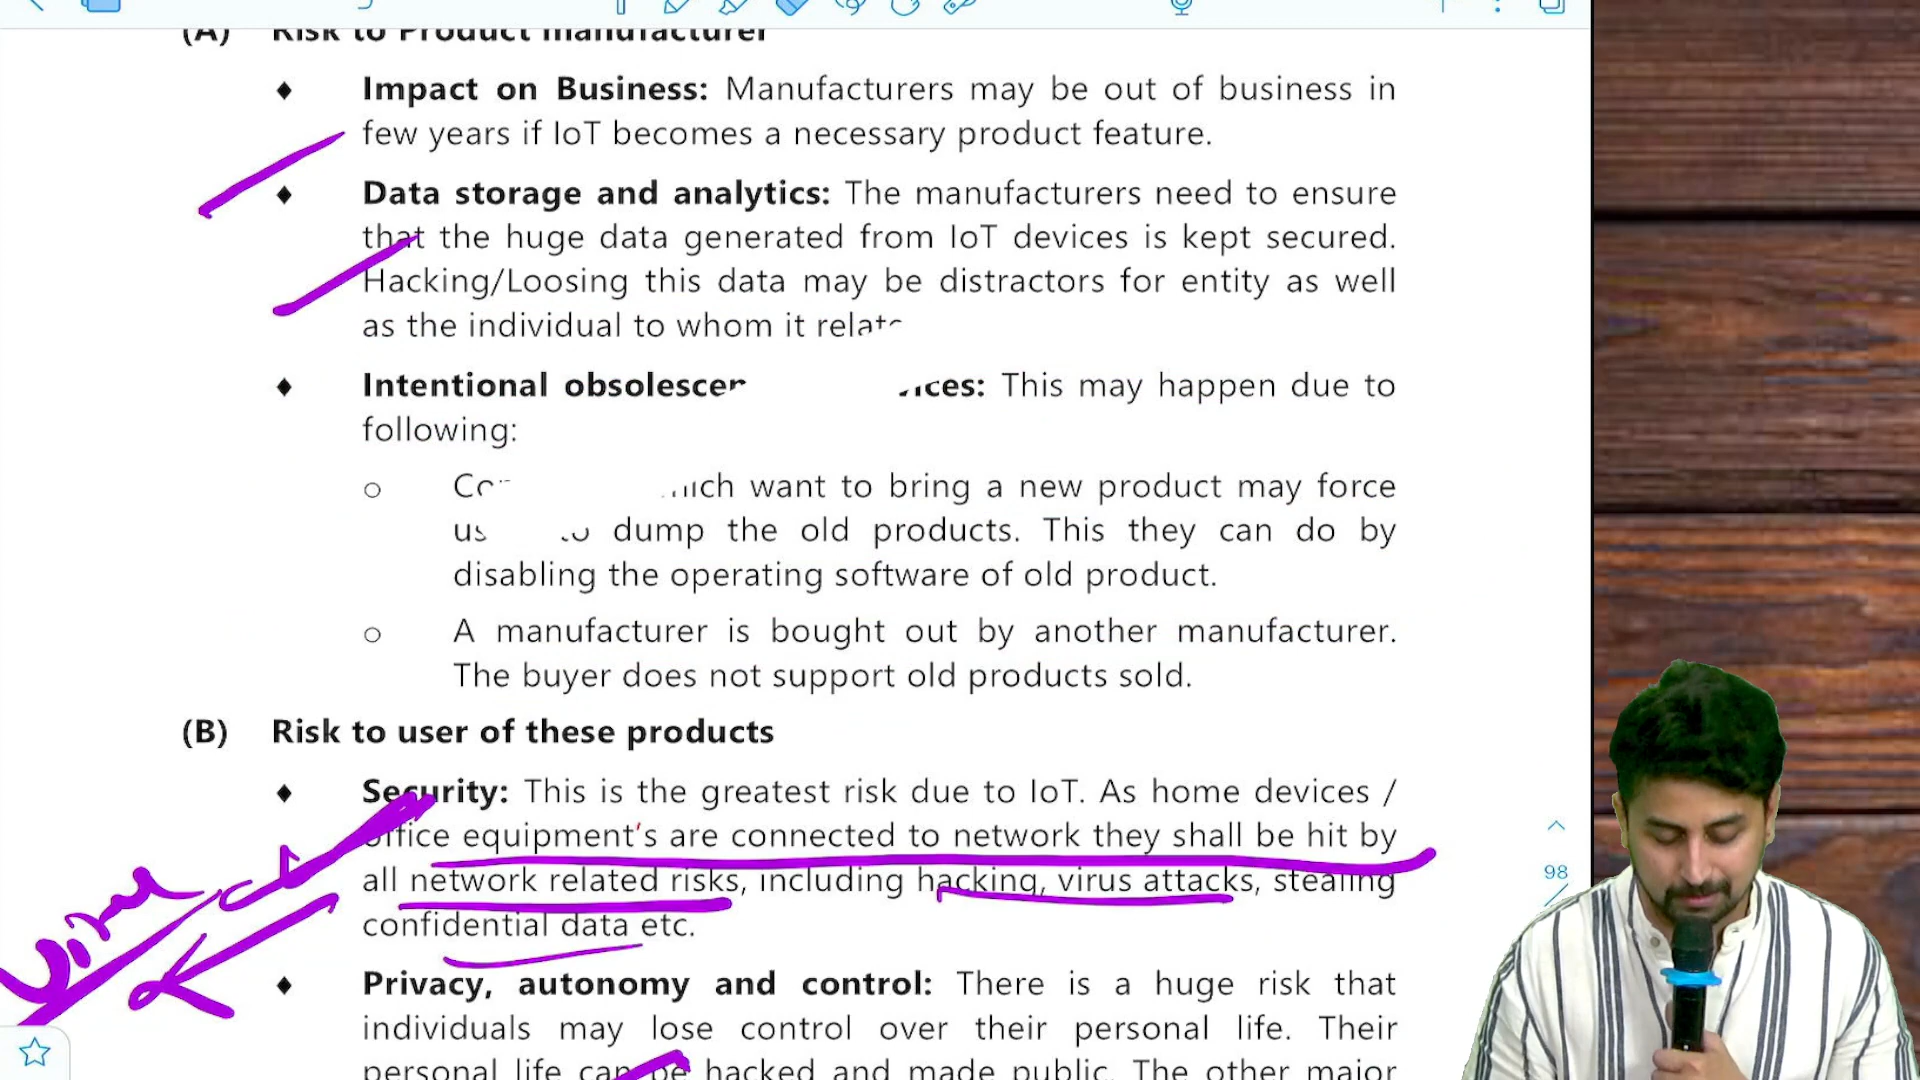 (A) Risk to Product manufacturer
♦ Impact on Business: Manufacturers may be out of business in
few years if IoT becomes a necessary product feature.
♦ Data storage and analytics: The manufacturers need to ensure
that the huge data generated from IoT devices is kept secured.
Hacking/Loosing this data may be distractors for entity as well
as the individual to whom it
♦ Intentional This may happen due to
following:
o want to bring a new product may force
dump the old products. This they can do by
disabling the operating software of old product.
o A manufacturer is bought out by another manufacturer.
The buyer does not support old products sold.
(B) Risk to user of these products
♦ Security: This is the greatest risk due to IoT. As home devices /
office equipment's are connected to network they shall be hit by
all network related risks, including hacking, virus attacks, stealing
confidential data etc.
♦ Privacy, autonomy and control: There is a huge risk that
individuals may lose control over their personal life. Their
personal life can be hacked and made public. The other major
98